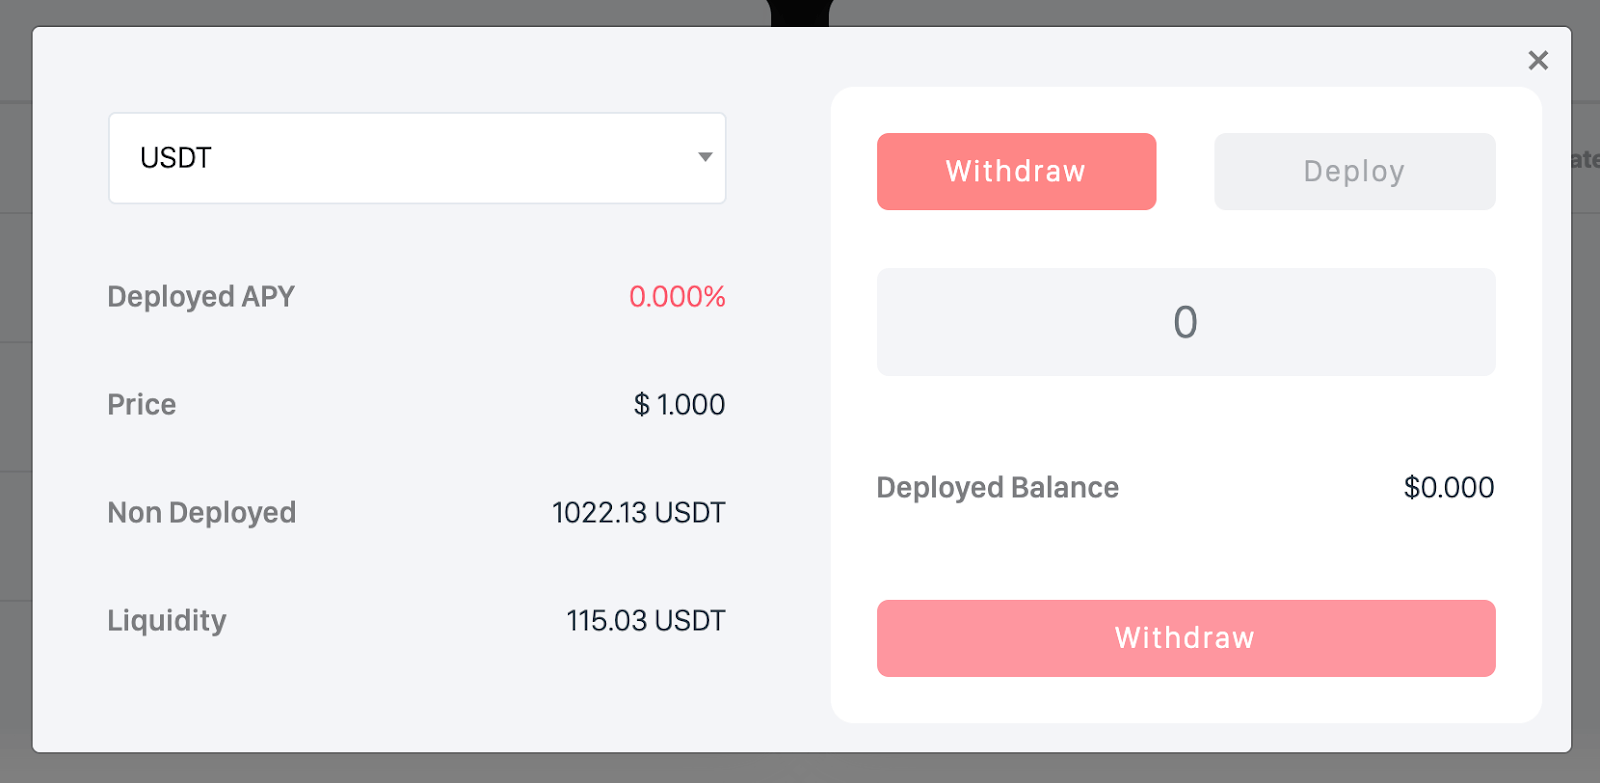 USDT
Deployed APY 0.000%
Price $ 1.000
Non Deployed 1022.13 USDT
Liquidity 115.03 USDT
Withdraw Deploy
0
Deployed Balance $0.000
Withdraw